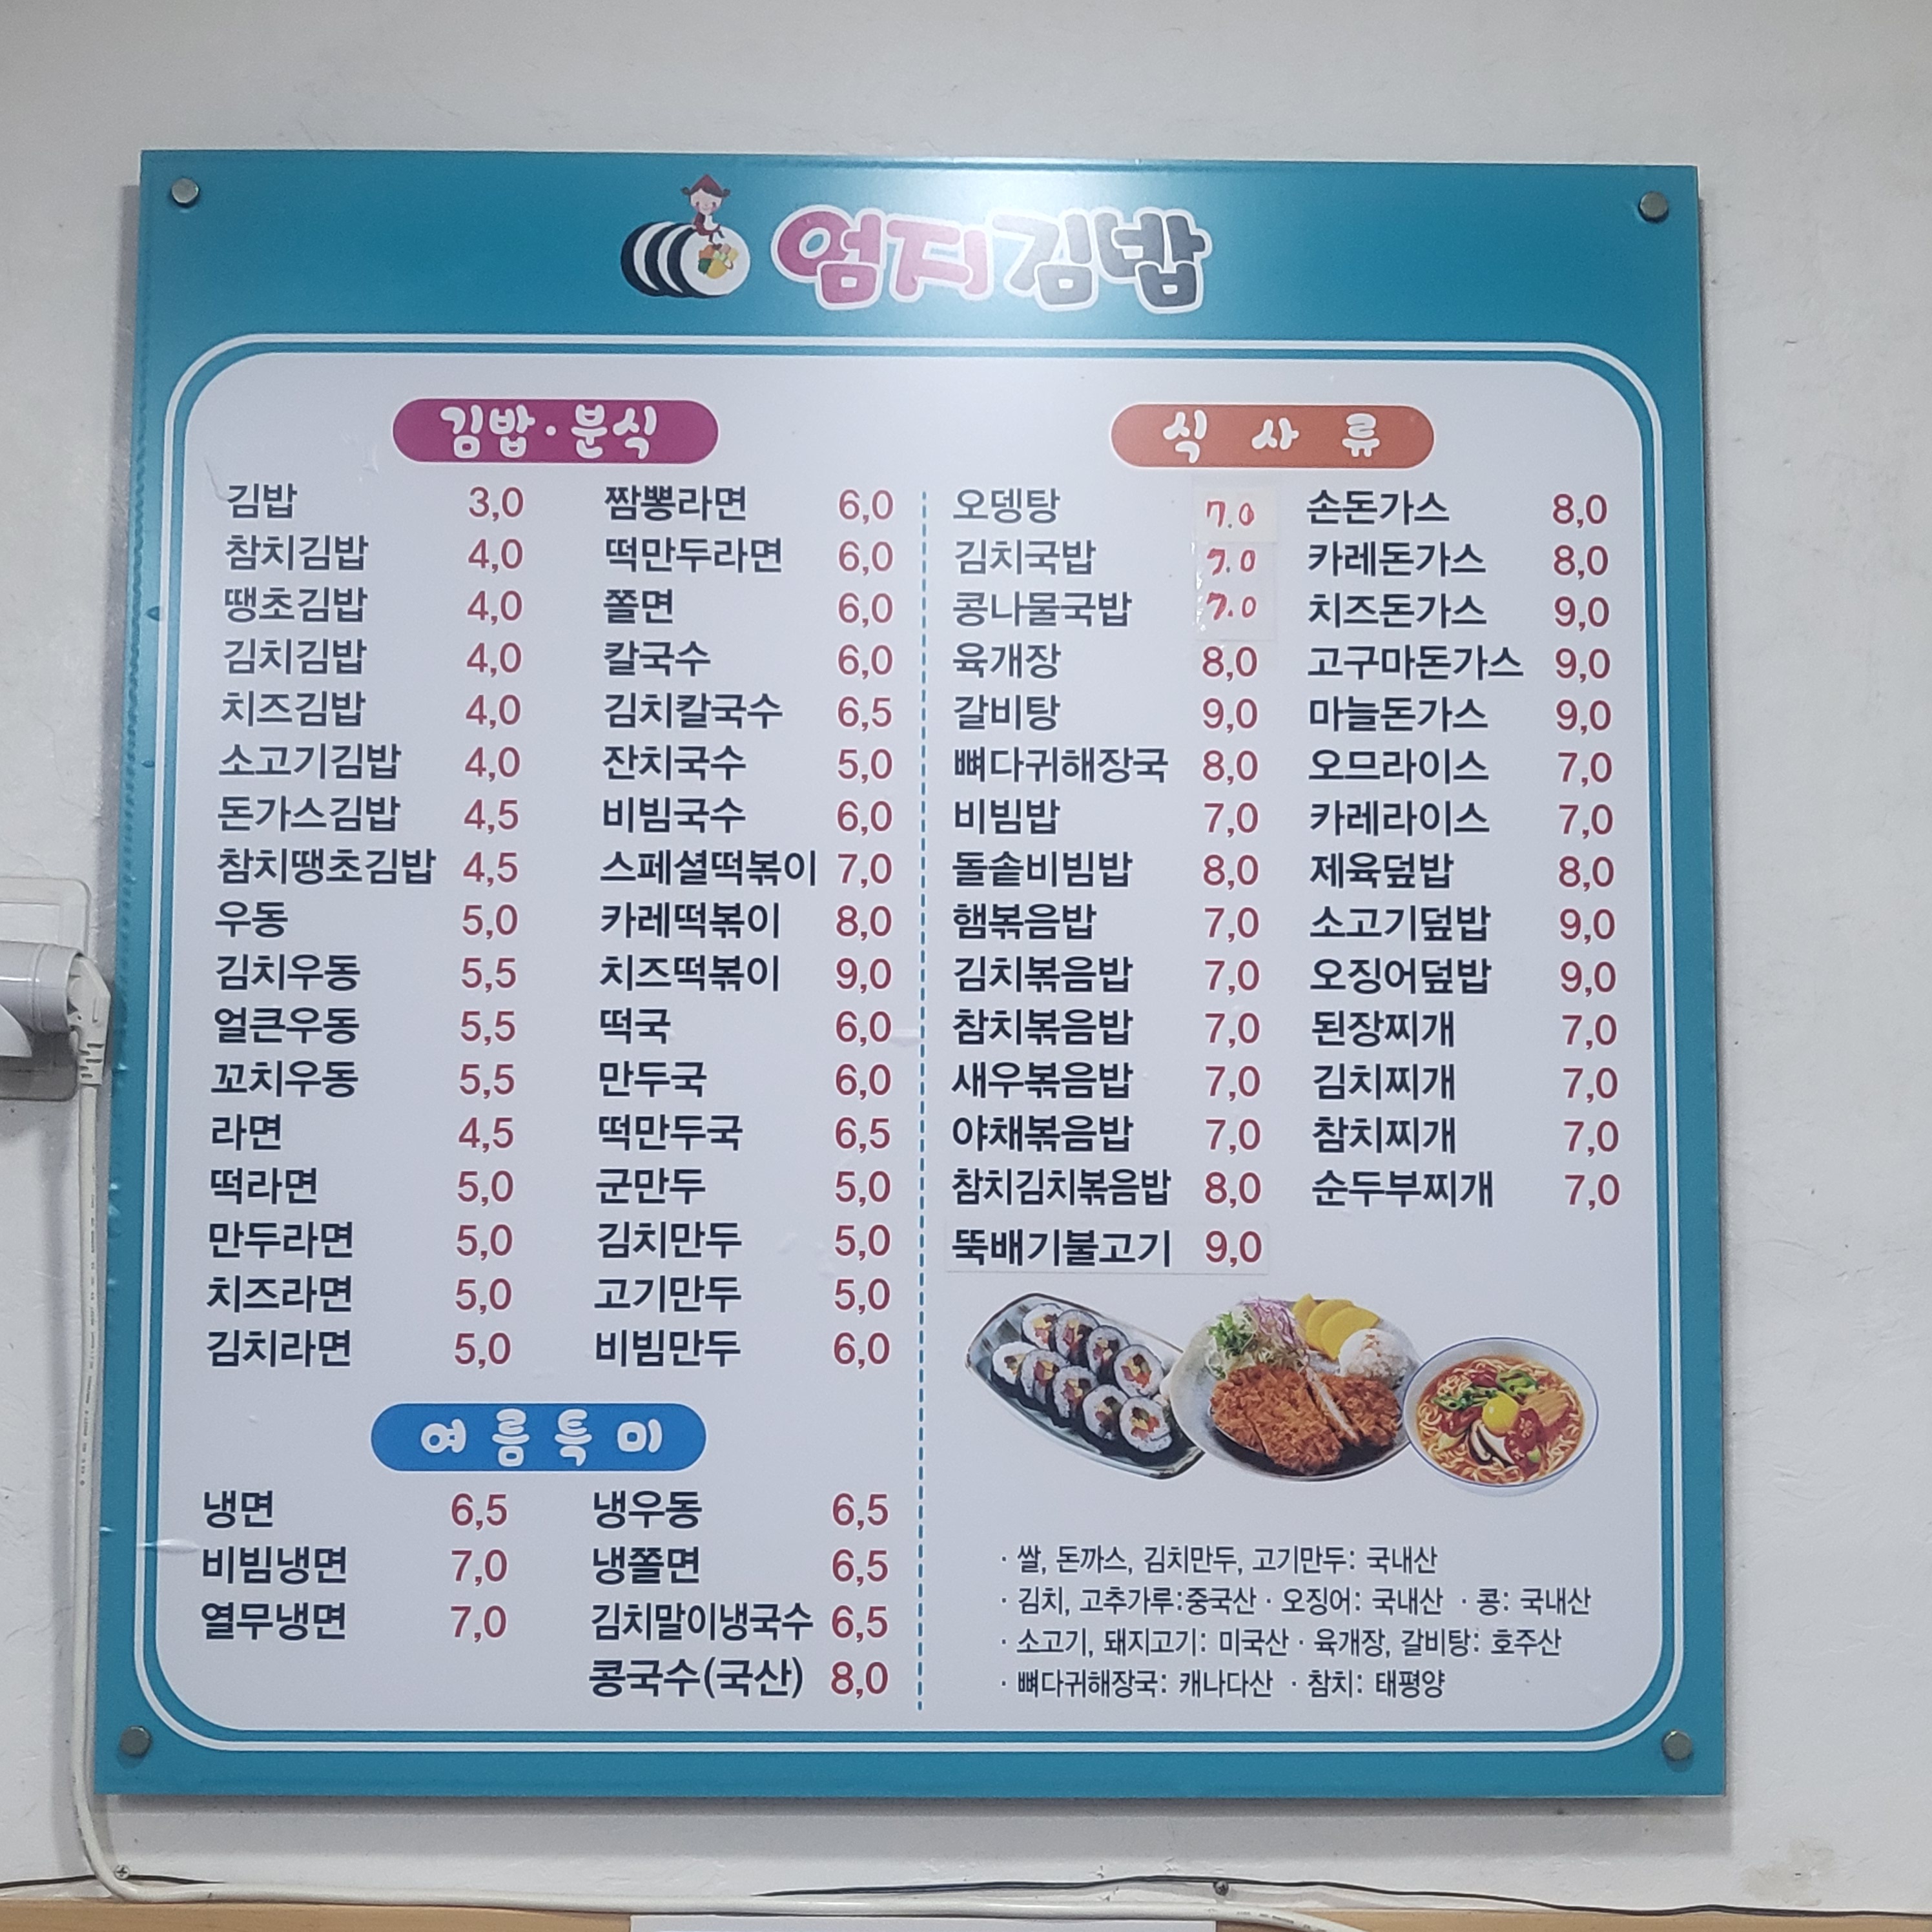 엄지김밥
김밥·분식
김밥 3,0
참치김밥 4,0
땡초김밥 4,0
김치김밥 4,0
치즈김밥 4,0
소고기김밥 4,0
돈가스김밥 4,5
참치땡초김밥 4,5
우동 5,0
김치우동 5,5
얼큰우동 5,5
꼬치우동 5,5
라면 4,5
떡라면 5,0
만두라면 5,0
치즈라면 5,0
김치라면 5,0
짬뽕라면 6,0
떡만두라면 6,0
쫄면 6,0
칼국수 6,0
김치칼국수 6,5
잔치국수 5,0
비빔국수 6,0
스페셜떡볶이 7,0
카레떡볶이 8,0
치즈떡볶이 9,0
떡국 6,0
만두국 6,0
떡만두국 6,5
군만두 5,0
김치만두 5,0
고기만두 5,0
비빔만두 6,0
여름특미
냉면 6,5
비빔냉면 7,0
열무냉면 7,0
냉우동 6,5
냉쫄면 6,5
김치말이냉국수 6,5
콩국수(국산) 8,0
식사류
오뎅탕 7.0
김치국밥 7.0
콩나물국밥 7.0
육개장 8,0
갈비탕 9,0
뼈다귀해장국 8,0
비빔밥 7,0
돌솥비빔밥 8,0
햄볶음밥 7,0
김치볶음밥 7,0
참치볶음밥 7,0
새우볶음밥 7,0
야채볶음밥 7,0
참치김치볶음밥 8,0
뚝배기불고기 9,0
손돈가스 8,0
카레돈가스 8,0
치즈돈가스 9,0
고구마돈가스 9,0
마늘돈가스 9,0
오므라이스 7,0
카레라이스 7,0
제육덮밥 8,0
소고기덮밥 9,0
오징어덮밥 9,0
된장찌개 7,0
김치찌개 7,0
참치찌개 7,0
순두부찌개 7,0
· 쌀, 돈까스, 김치만두, 고기만두: 국내산
· 김치, 고추가루:중국산 · 오징어: 국내산 · 콩: 국내산
· 소고기, 돼지고기: 미국산 · 육개장, 갈비탕: 호주산
· 뼈다귀해장국: 캐나다산 · 참치: 태평양